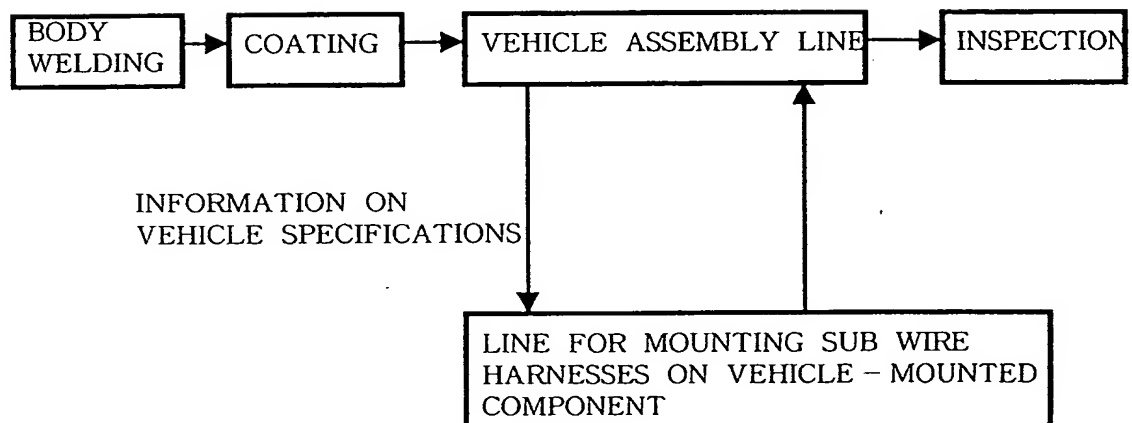 BODY
WELDING
COATING
VEHICLE ASSEMBLY LINE
INSPECTION
INFORMATION ON
VEHICLE SPECIFICATIONS
LINE FOR MOUNTING SUB WIRE
HARNESSES ON VEHICLE – MOUNTED
COMPONENT